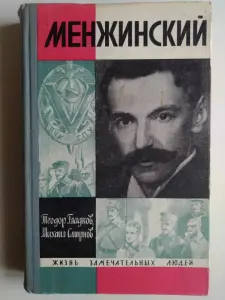 МЕНЖИНСКИЙ
Теодор Гладков,
Михаил Смирнов
ЖИЗНЬ ЗАМЕЧАТЕЛЬНЫХ ЛЮДЕЙ